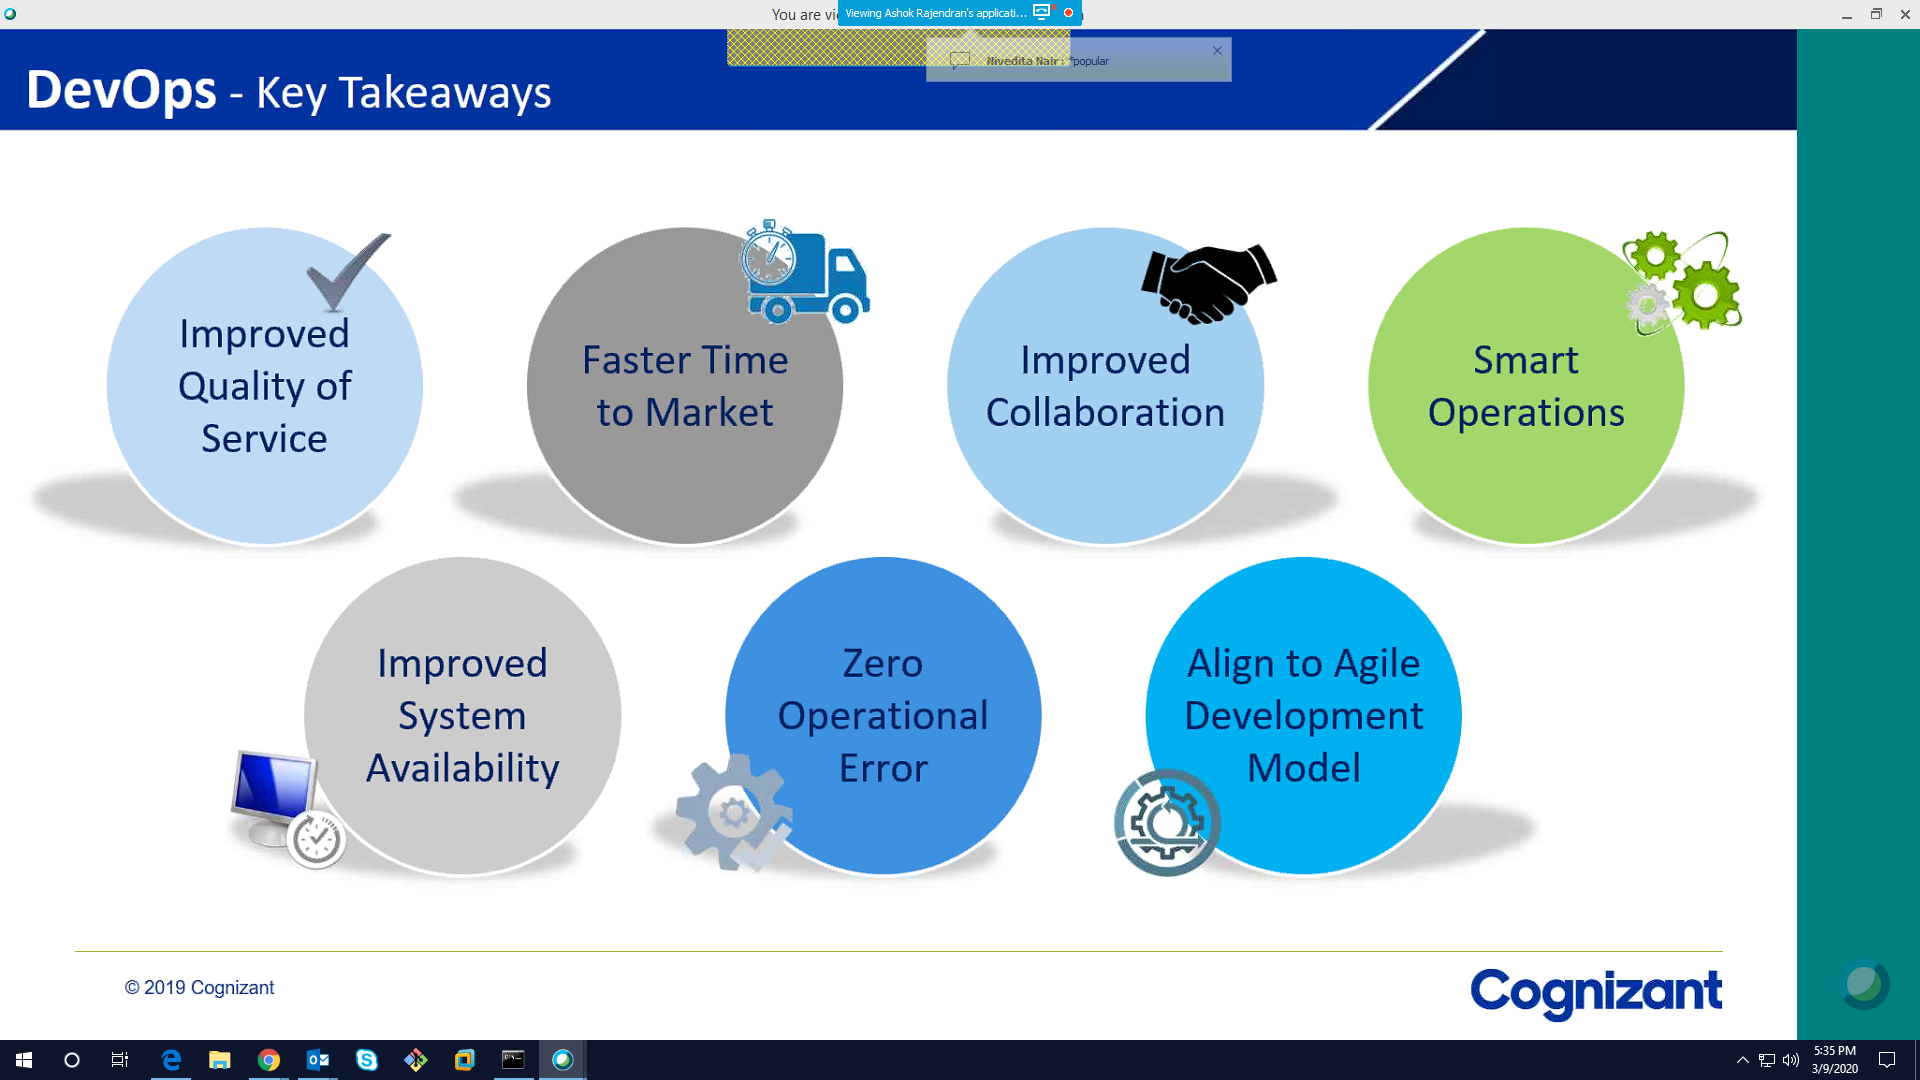 You are vi
Viewing Ashok Rajendran's applicati...
Nivedita Nair : *popular
DevOps - Key Takeaways
Improved
Quality of
Service
Faster Time
to Market
Improved
Collaboration
Smart
Operations
Improved
System
Availability
Zero
Operational
Error
Align to Agile
Development
Model
© 2019 Cognizant
Cognizant
5:35 PM
3/9/2020